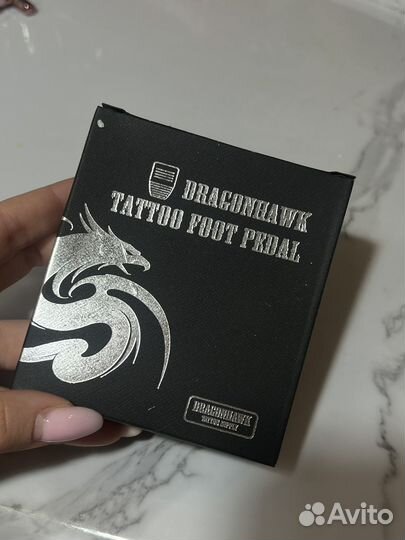 DRAGONHAWK
TATTOO FOOT PEDAL
DRAGONHAWK
TATTOO SUPPLY
Avito